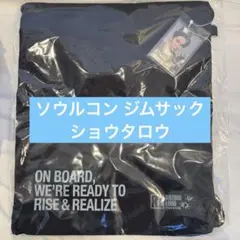 ソウルコン ジムサック
ショウタロウ
ON BOARD,
WE'RE READY TO
RISE & REALIZE